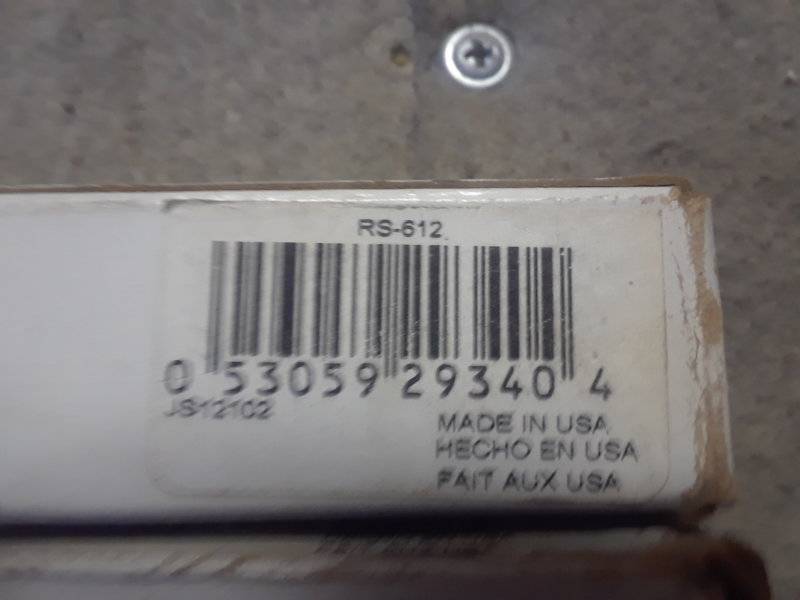 RS-612
0 53059 29340 4
JS12102
MADE IN USA
HECHO EN USA
FAIT AUX USA